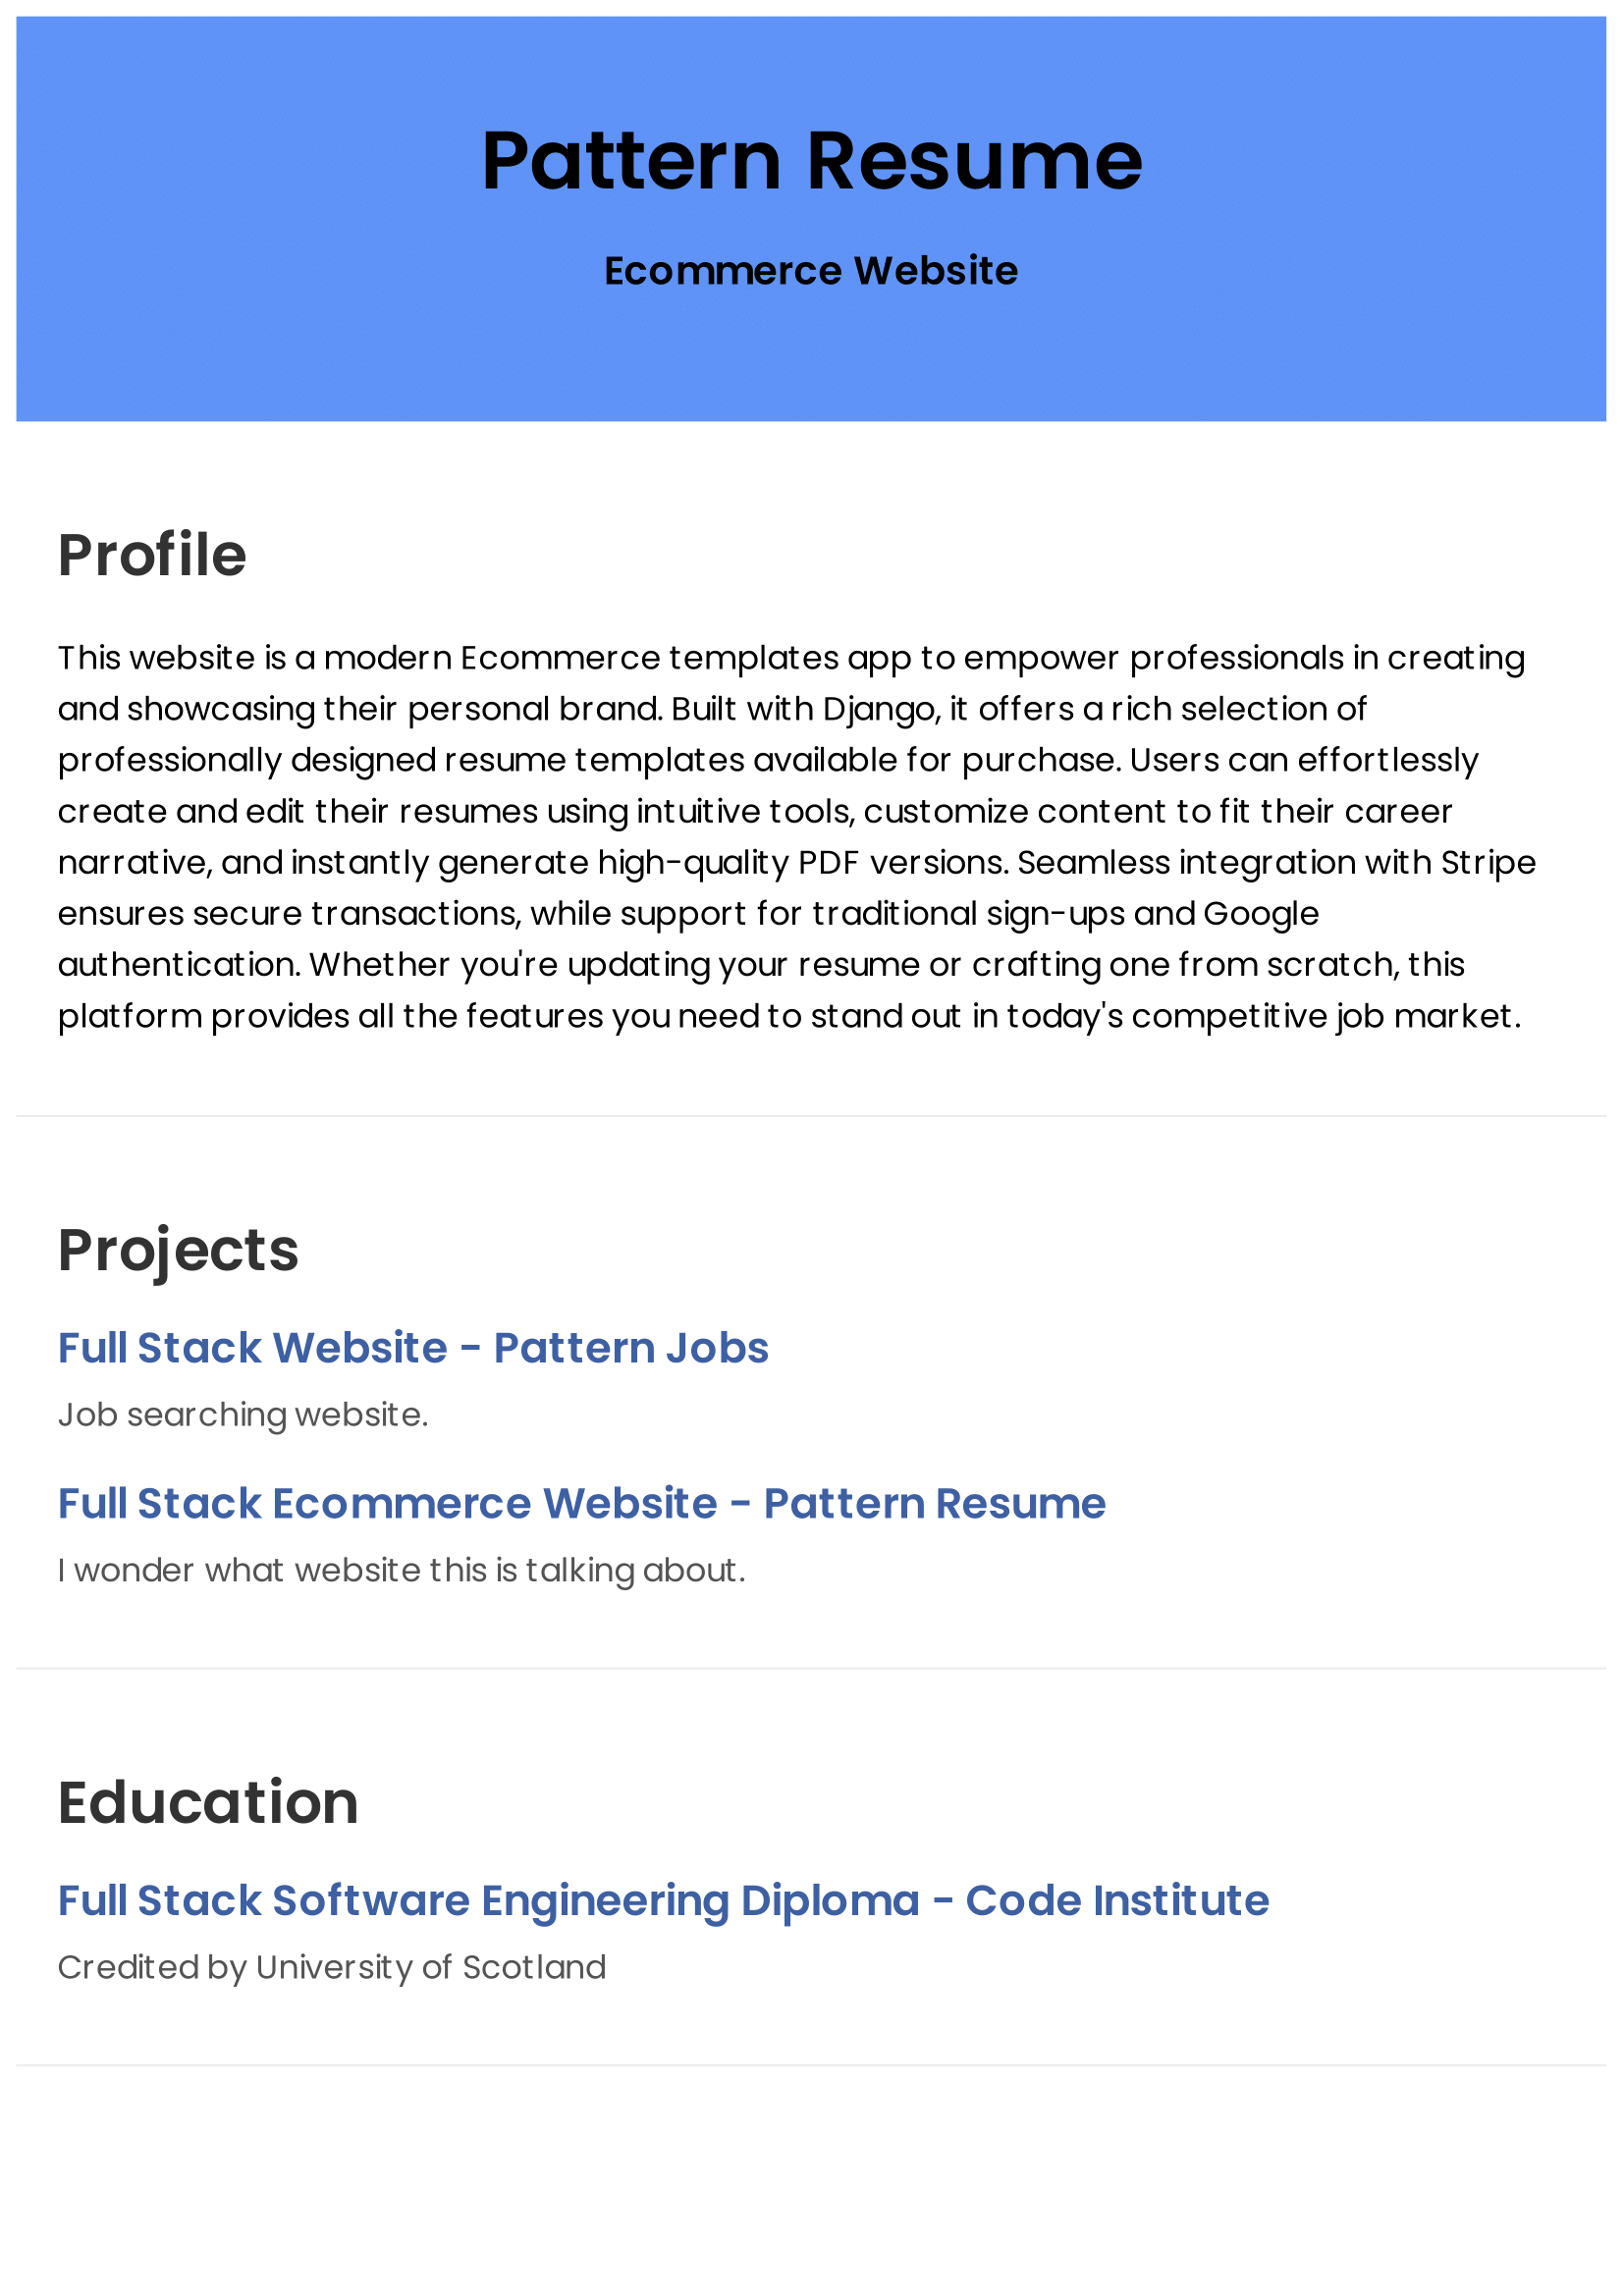 Pattern Resume
Ecommerce Website
Profile
This website is a modern Ecommerce templates app to empower professionals in creating
and showcasing their personal brand. Built with Django, it offers a rich selection of
professionally designed resume templates available for purchase. Users can effortlessly
create and edit their resumes using intuitive tools, customize content to fit their career
narrative, and instantly generate high-quality PDF versions. Seamless integration with Stripe
ensures secure transactions, while support for traditional sign-ups and Google
authentication. Whether you're updating your resume or crafting one from scratch, this
platform provides all the features you need to stand out in today's competitive job market.
Projects
Full Stack Website - Pattern Jobs
Job searching website.
Full Stack Ecommerce Website - Pattern Resume
I wonder what website this is talking about.
Education
Full Stack Software Engineering Diploma - Code Institute
Credited by University of Scotland